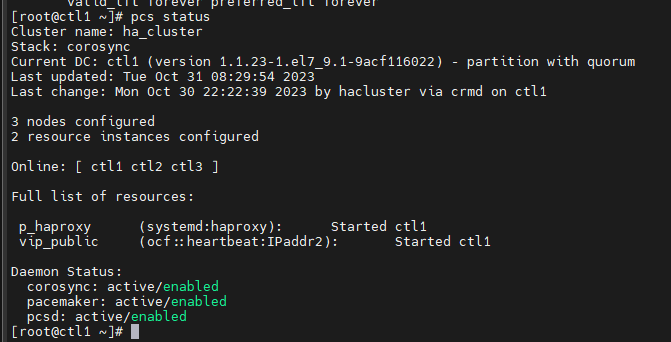 valid_lft forever preferred_lft forever
[root@ctl1 ~]# pcs status
Cluster name: ha_cluster
Stack: corosync
Current DC: ctl1 (version 1.1.23-1.el7_9.1-9acf116022) - partition with quorum
Last updated: Tue Oct 31 08:29:54 2023
Last change: Mon Oct 30 22:22:39 2023 by hacluster via crmd on ctl1
3 nodes configured
2 resource instances configured
Online: [ ctl1 ctl2 ctl3 ]
Full list of resources:
p_haproxy (systemd:haproxy): Started ctl1
vip_public (ocf::heartbeat:IPaddr2): Started ctl1
Daemon Status:
corosync: active/enabled
pacemaker: active/enabled
pcsd: active/enabled
[root@ctl1 ~]#